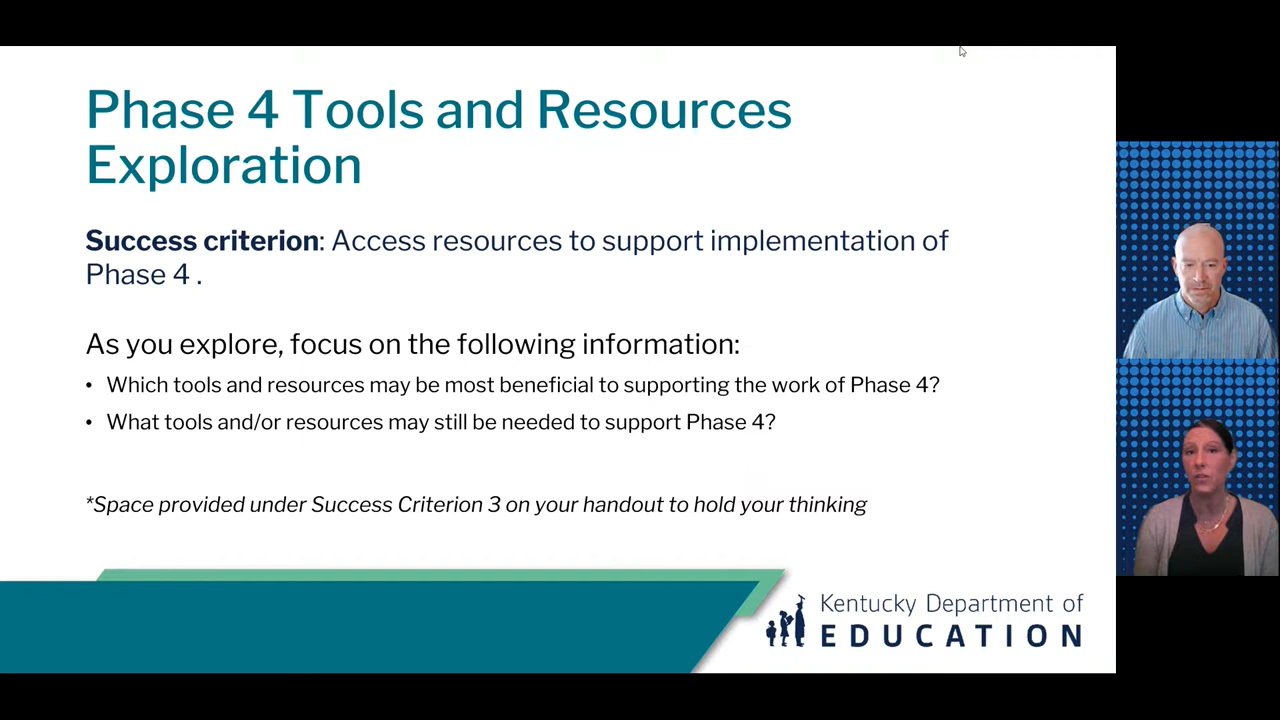 Phase 4 Tools and Resources
Exploration
Success criterion: Access resources to support implementation of
Phase 4 .
As you explore, focus on the following information:
• Which tools and resources may be most beneficial to supporting the work of Phase 4?
• What tools and/or resources may still be needed to support Phase 4?
*Space provided under Success Criterion 3 on your handout to hold your thinking
Kentucky Department of
EDUCATION